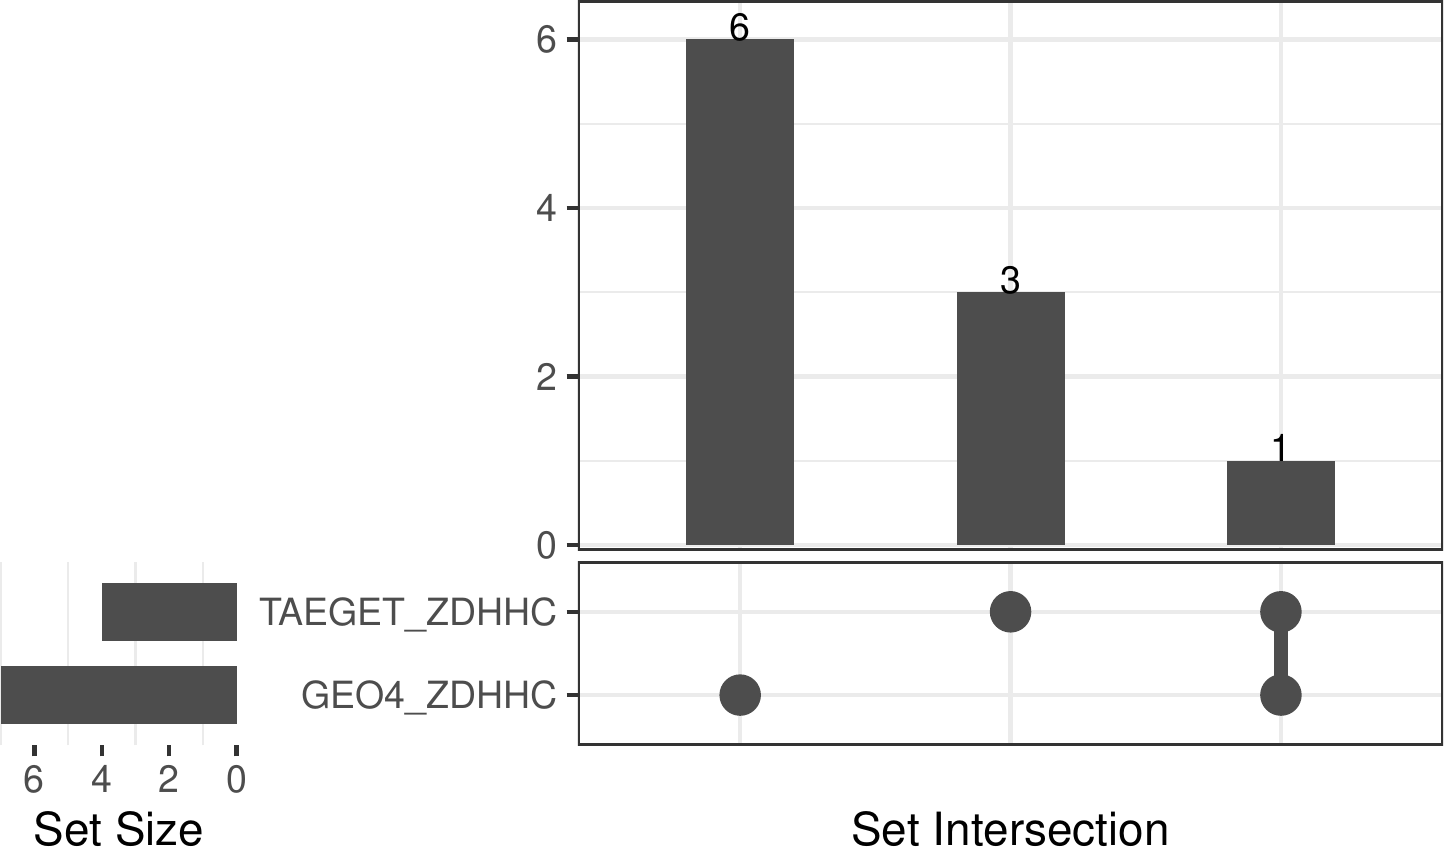 6
6
4
3
2
1
0
TAEGET_ZDHHC
GEO4_ZDHHC
6 4 2 0
Set Size
Set Intersection